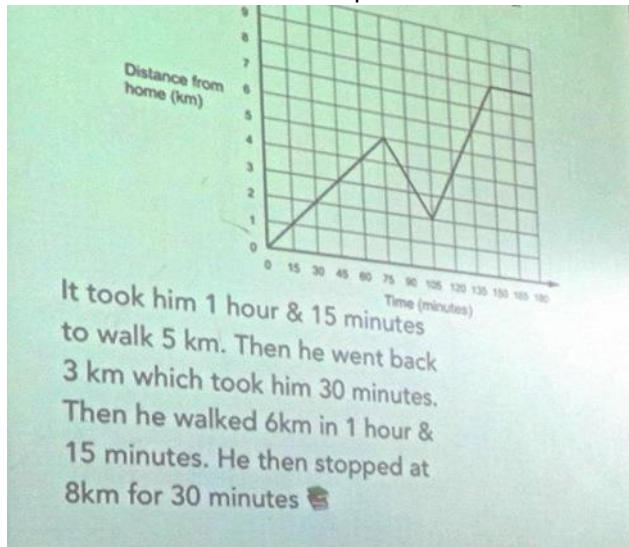 9
8
7
Distance from
home (km)
6
5
4
3
2
1
0
0 15 30 45 60 75 90 105 120 135 150 165 180
Time (minutes)
It took him 1 hour & 15 minutes
to walk 5 km. Then he went back
3 km which took him 30 minutes.
Then he walked 6km in 1 hour &
15 minutes. He then stopped at
8km for 30 minutes